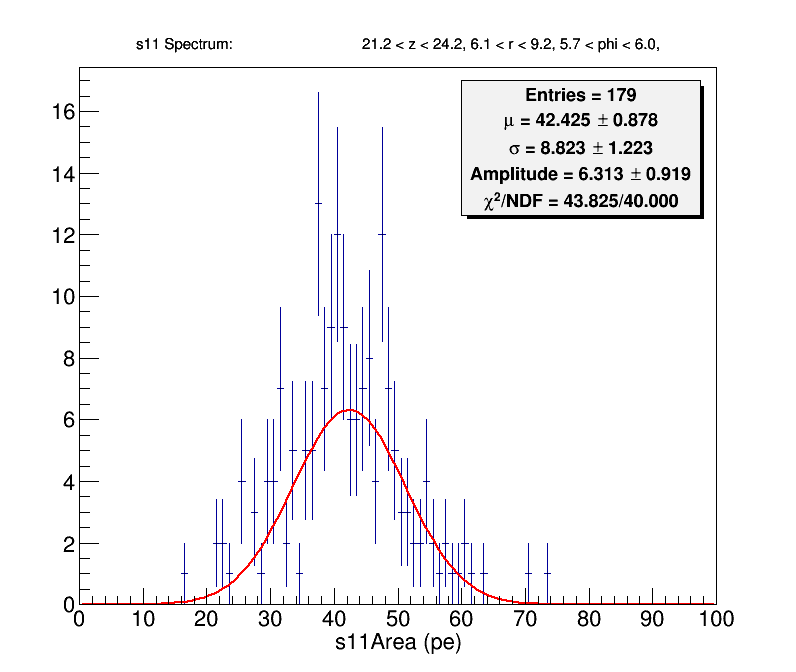 s11 Spectrum: 21.2 < z < 24.2, 6.1 < r < 9.2, 5.7 < phi < 6.0,
Entries = 179
μ = 42.425 ± 0.878
σ = 8.823 ± 1.223
Amplitude = 6.313 ± 0.919
χ²/NDF = 43.825/40.000
16
14
12
10
8
6
4
2
0
0 10 20 30 40 50 60 70 80 90 100
s11Area (pe)